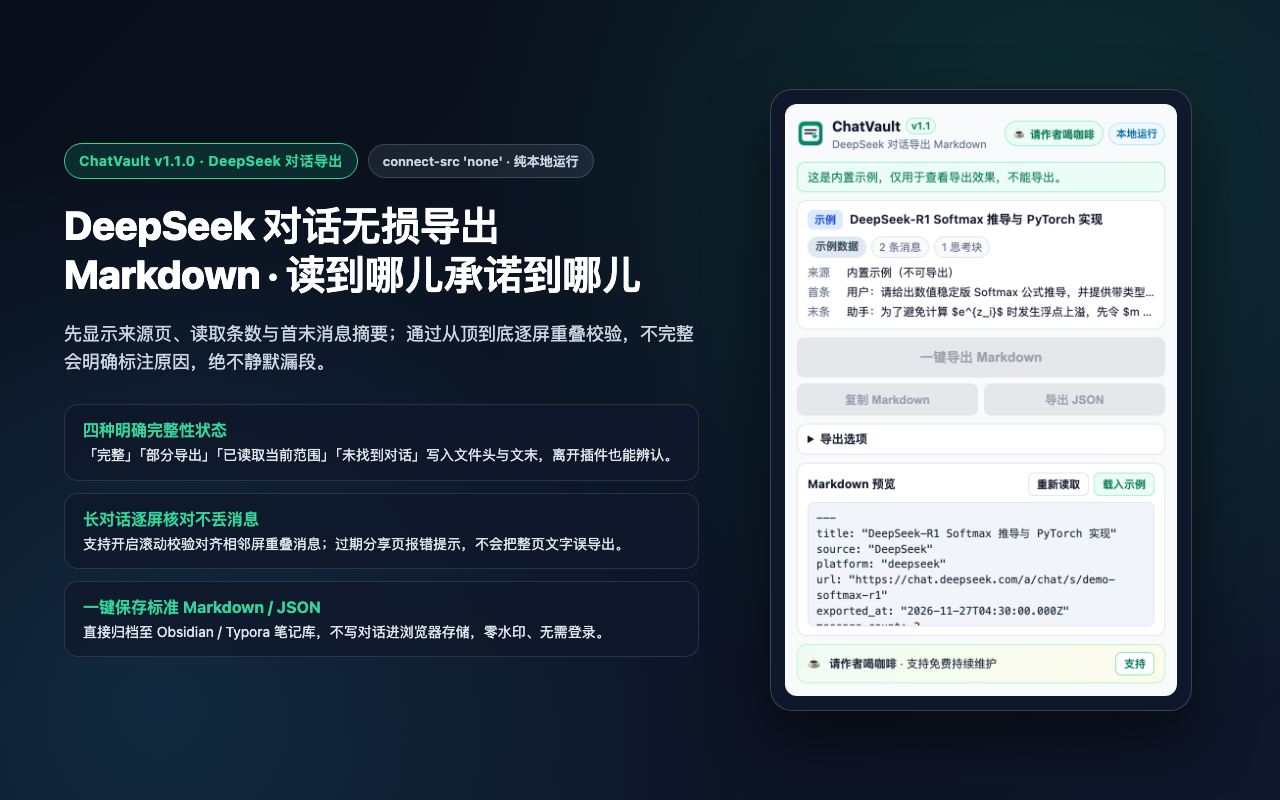 ChatVault v1.1.0 · DeepSeek 对话导出
connect-src 'none' · 纯本地运行
DeepSeek 对话无损导出
Markdown · 读到哪儿承诺到哪儿
先显示来源页、读取条数与首末消息摘要；通过从顶到底逐屏重叠校验，不完整
会明确标注原因，绝不静默漏段。
四种明确完整性状态
「完整」「部分导出」「已读取当前范围」「未找到对话」写入文件头与文末，离开插件也能辨认。
长对话逐屏核对不丢消息
支持开启滚动校验对齐相邻屏重叠消息；过期分享页报错提示，不会把整页文字误导出。
一键保存标准 Markdown / JSON
直接归档至 Obsidian / Typora 笔记库，不写对话进浏览器存储，零水印、无需登录。
ChatVault v1.1
DeepSeek 对话导出 Markdown
☕ 请作者喝咖啡
本地运行
这是内置示例，仅用于查看导出效果，不能导出。
示例 DeepSeek-R1 Softmax 推导与 PyTorch 实现
示例数据 2 条消息 1 思考块
来源 内置示例（不可导出）
首条 用户：请给出数值稳定版 Softmax 公式推导，并提供带类型...
末条 助手：为了避免计算 $e^{z_i}$ 时发生浮点上溢，先令 $m ...
一键导出 Markdown
复制 Markdown 导出 JSON
▶ 导出选项
Markdown 预览 重新读取 载入示例
---
title: "DeepSeek-R1 Softmax 推导与 PyTorch 实现"
source: "DeepSeek"
platform: "deepseek"
url: "https://chat.deepseek.com/a/chat/s/demo-
softmax-r1"
exported_at: "2026-11-27T04:30:00.000Z"
message_count: 2
☕ 请作者喝咖啡 · 支持免费持续维护 支持